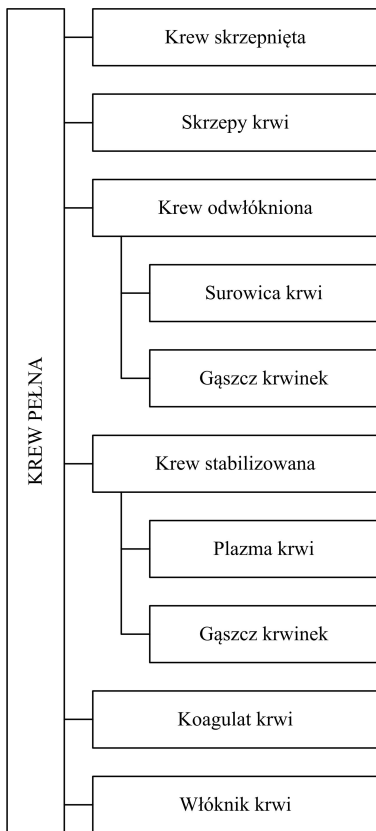 KREW PEŁNA
Krew skrzepnięta
Skrzepy krwi
Krew odwłókniona
Surowica krwi
Gąszcz krwinek
Krew stabilizowana
Plazma krwi
Gąszcz krwinek
Koagulat krwi
Włóknik krwi